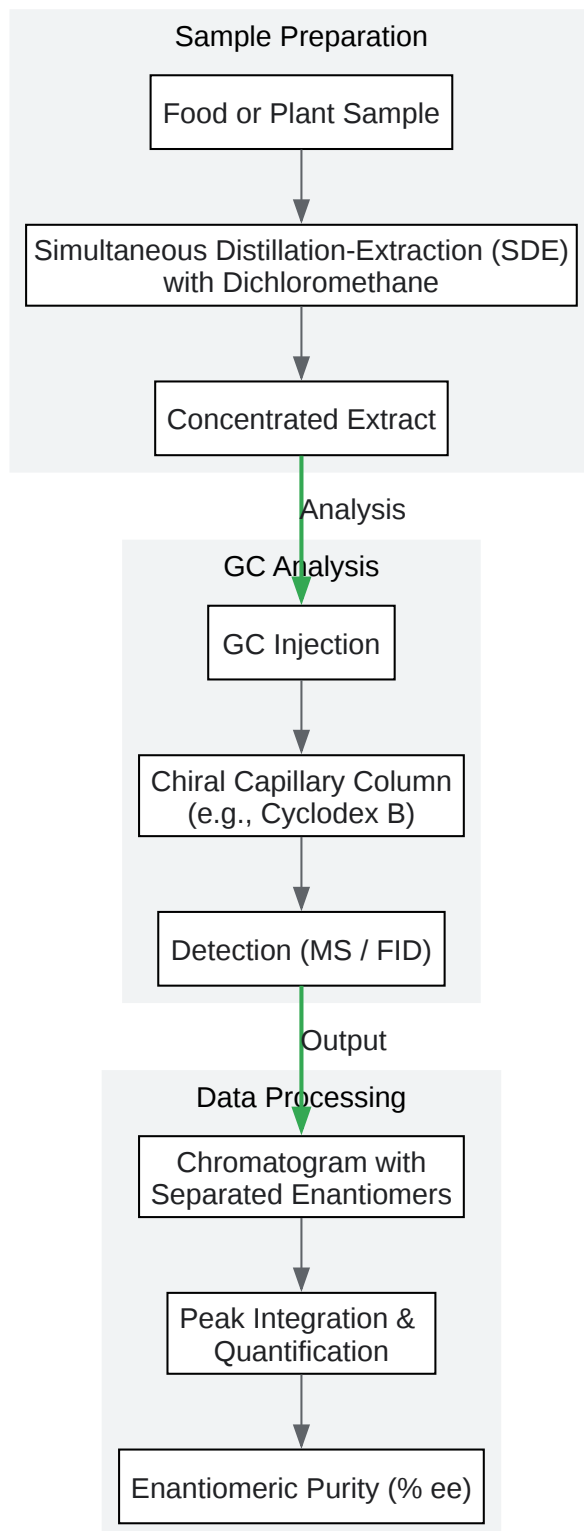 Sample Preparation
Food or Plant Sample
Simultaneous Distillation-Extraction (SDE)
with Dichloromethane
Concentrated Extract
Analysis
GC Analysis
GC Injection
Chiral Capillary Column
(e.g., Cyclodex B)
Detection (MS / FID)
Output
Data Processing
Chromatogram with
Separated Enantiomers
Peak Integration &
Quantification
Enantiomeric Purity (% ee)